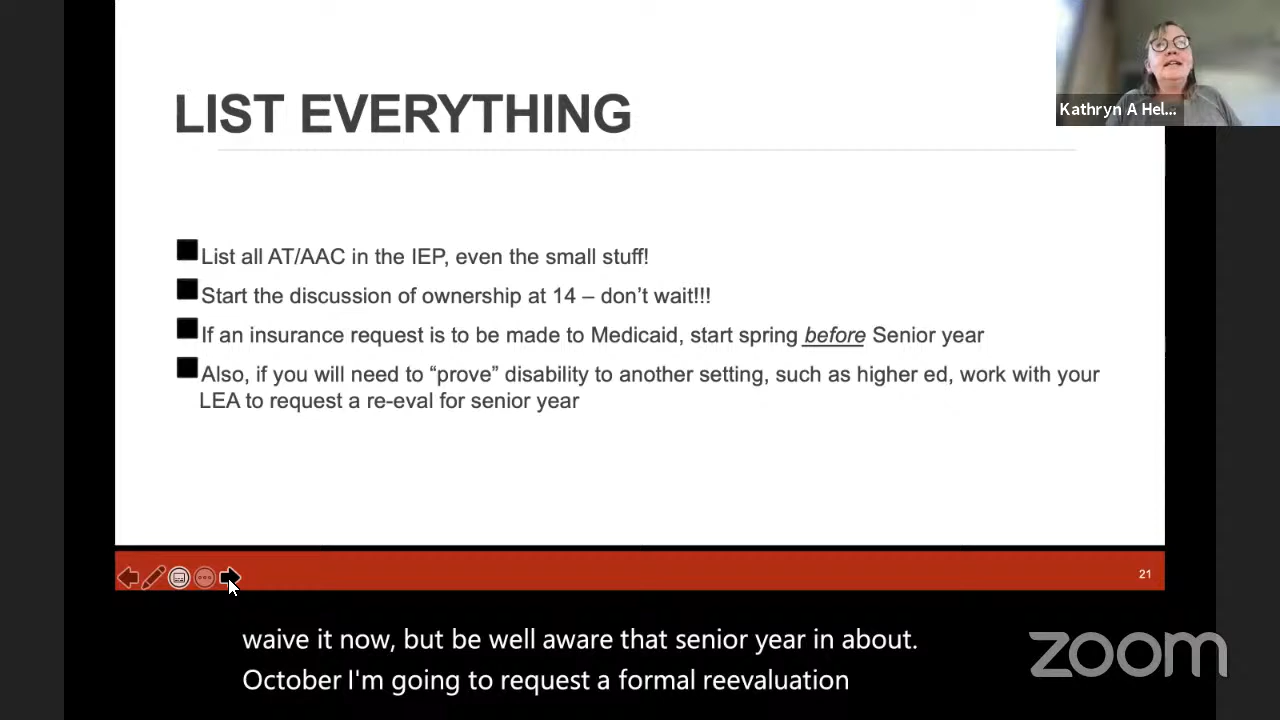 LIST EVERYTHING
Kathryn A Hel...
List all AT/AAC in the IEP, even the small stuff!
Start the discussion of ownership at 14 – don’t wait!!!
If an insurance request is to be made to Medicaid, start spring before Senior year
Also, if you will need to “prove” disability to another setting, such as higher ed, work with your
LEA to request a re-eval for senior year
21
waive it now, but be well aware that senior year in about.
October I'm going to request a formal reevaluation
zoom